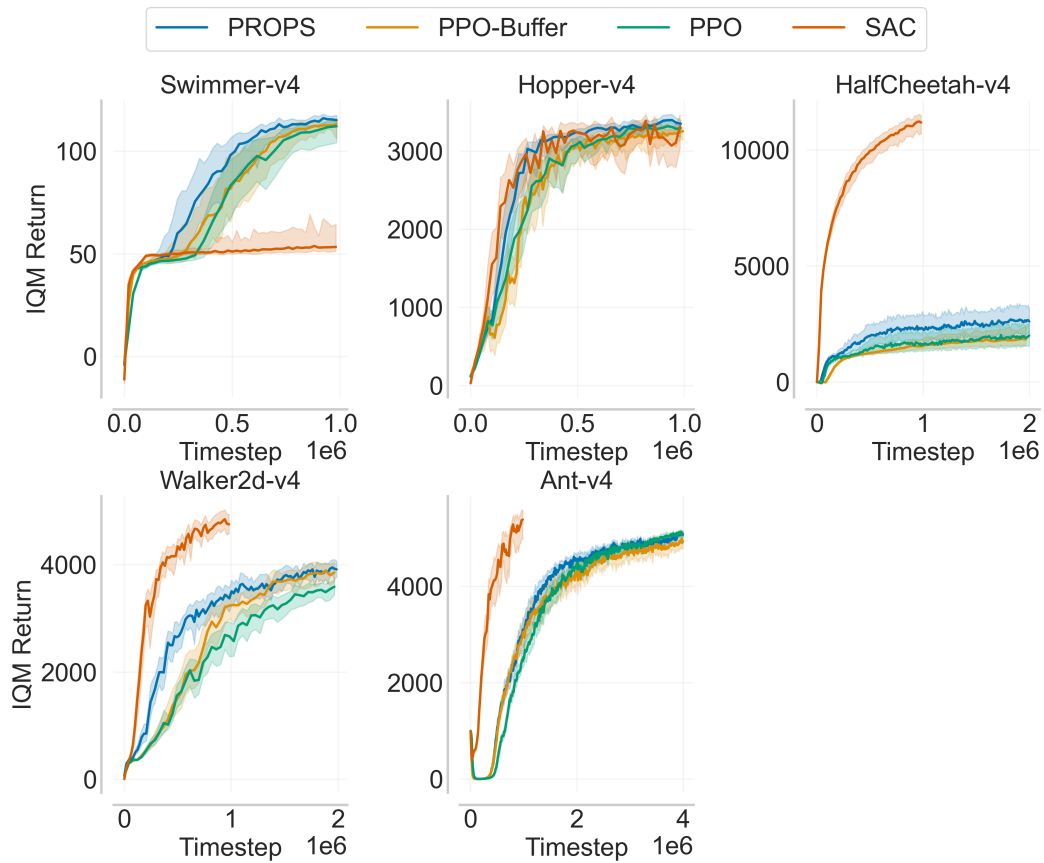 PROPS PPO-Buffer PPO SAC
Swimmer-v4 Hopper-v4 HalfCheetah-v4
IQM Return
100
50
0
3000
2000
1000
0
10000
5000
0
0.0 0.5 1.0 0.0 0.5 1.0 0 1 2
Timestep 1e6 Timestep 1e6 Timestep 1e6
Walker2d-v4 Ant-v4
IQM Return
4000
2000
0
4000
2000
0
0 1 2 0 2 4
Timestep 1e6 Timestep 1e6